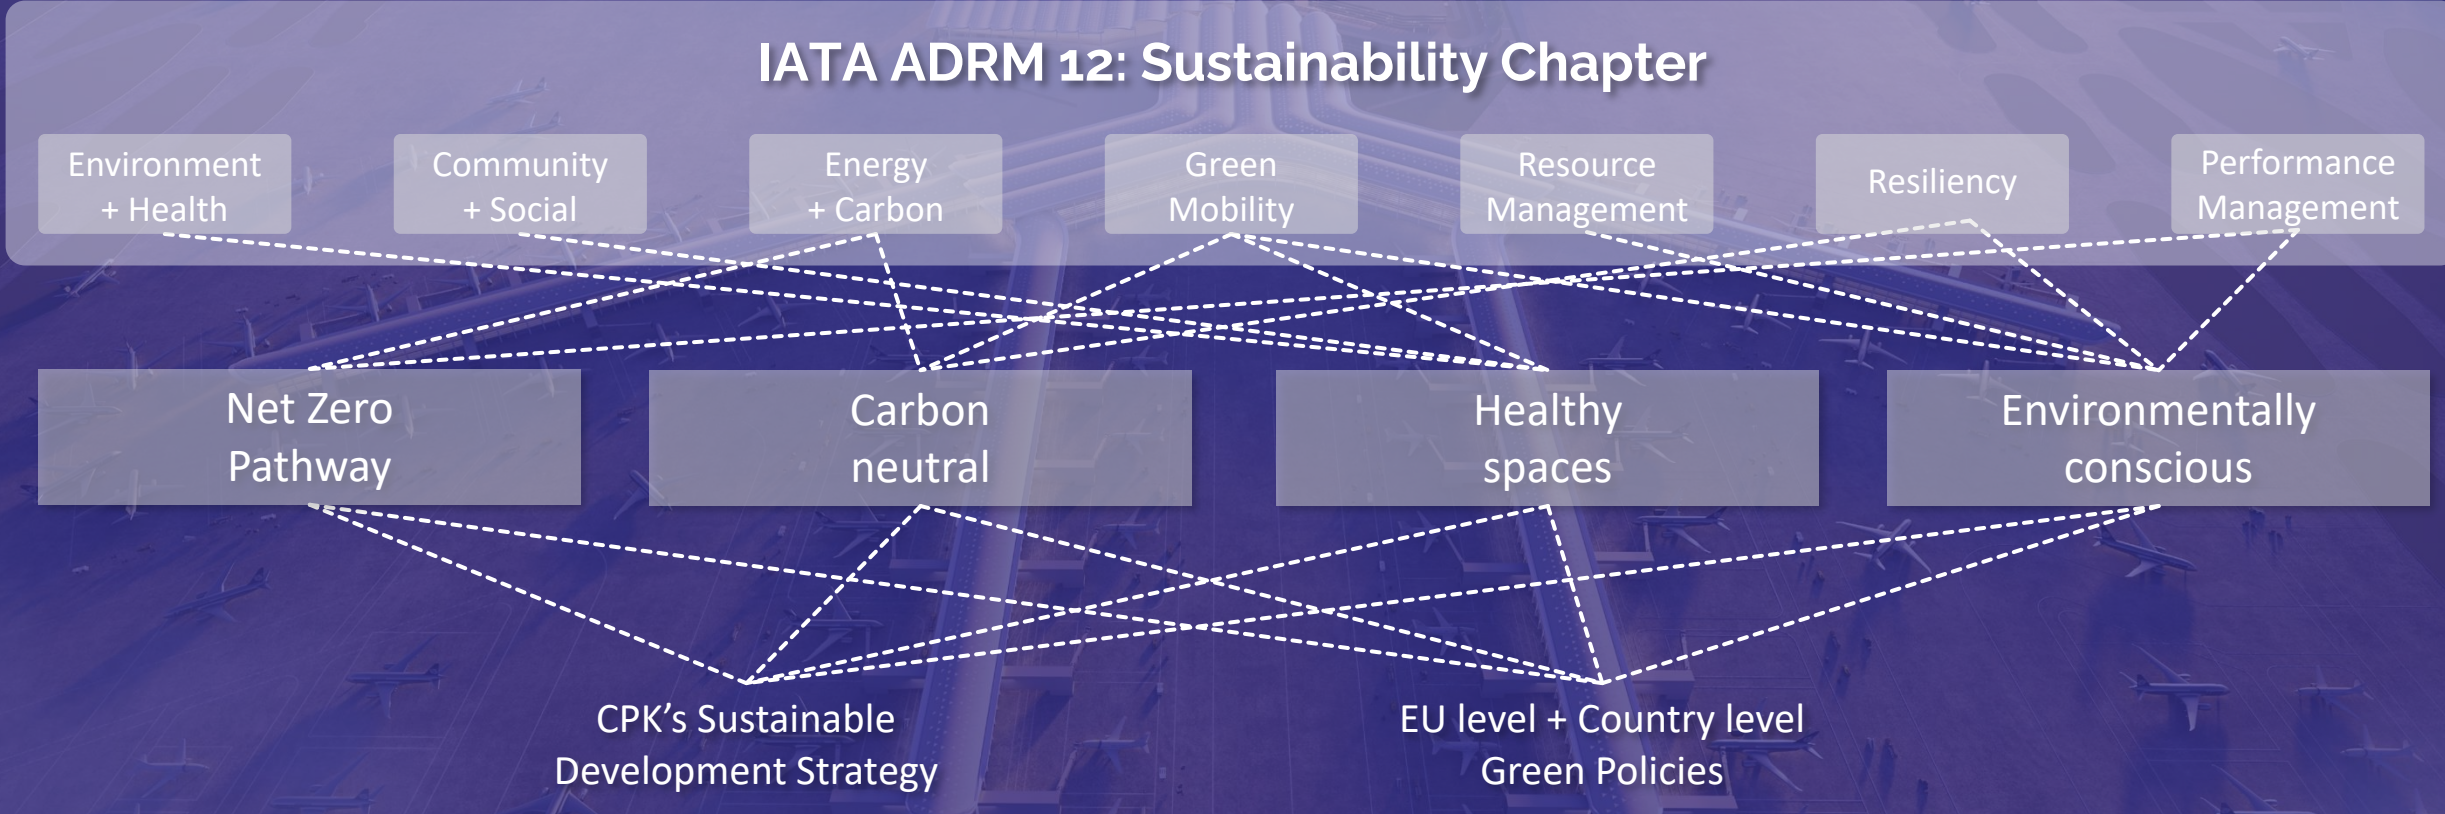 IATA ADRM 12: Sustainability Chapter
Environment
+ Health
Community
+ Social
Energy
+ Carbon
Green
Mobility
Resource
Management
Resiliency
Performance
Management
Net Zero
Pathway
Carbon
neutral
Healthy
spaces
Environmentally
conscious
CPK’s Sustainable
Development Strategy
EU level + Country level
Green Policies